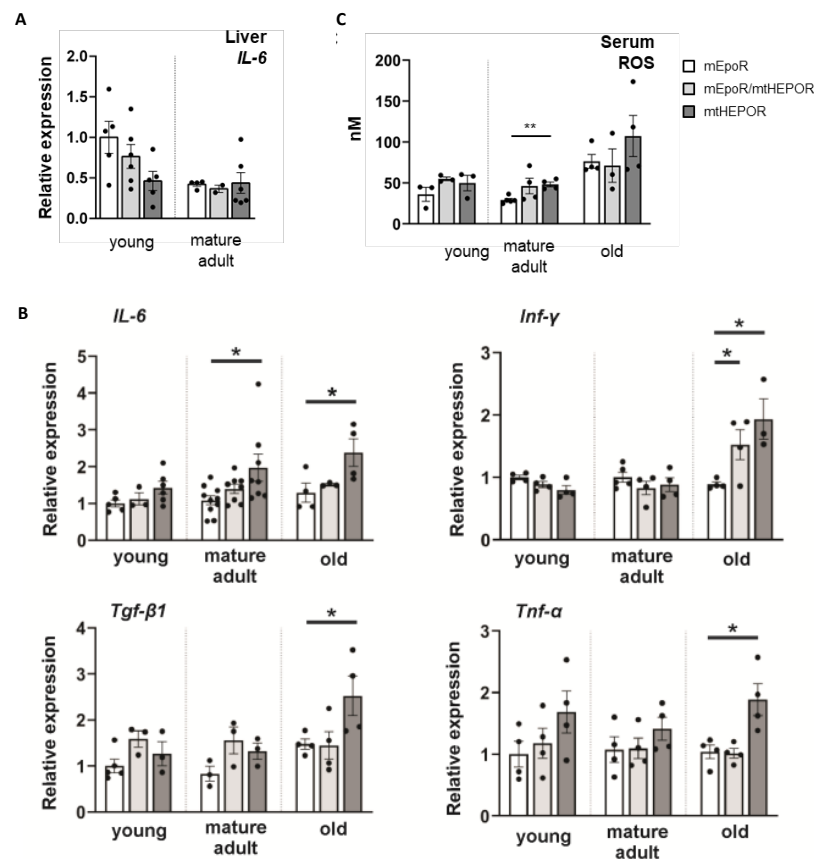 A
Liver
IL-6
Relative expression
2.0
1.5
1.0
0.5
0.0
young
mature
adult
C
:
Serum
ROS
nM
200
150
100
50
0
**
young
mature
adult
old
mEpoR
mEpoR/mtHEPOR
mtHEPOR
B
IL-6
Relative expression
5
4
3
2
1
0
*
*
young
mature
adult
old
Inf-γ
Relative expression
3
2
1
0
*
*
young
mature
adult
old
Tgf-β1
Relative expression
4
3
2
1
0
*
young
mature
adult
old
Tnf-α
Relative expression
3
2
1
0
*
young
mature
adult
old